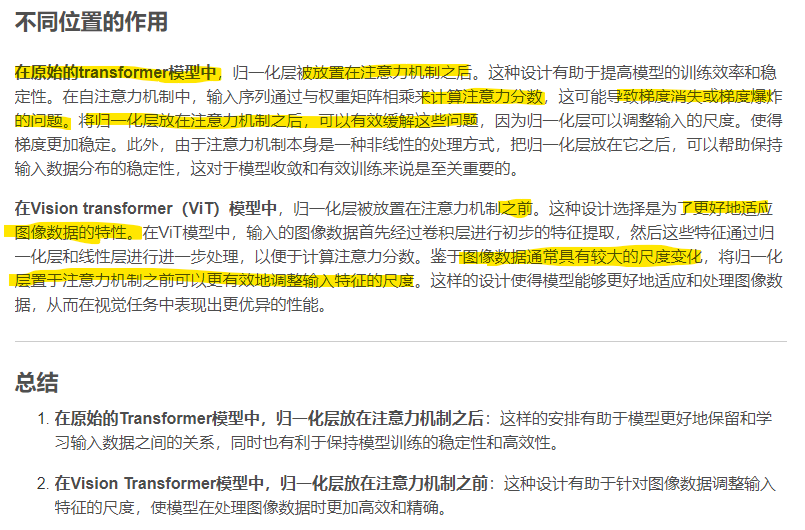 不同位置的作用
在原始的transformer模型中，归一化层被放置在注意力机制之后。这种设计有助于提高模型的训练效率和稳
定性。在自注意力机制中，输入序列通过与权重矩阵相乘来计算注意力分数，这可能导致梯度消失或梯度爆炸
的问题。将归一化层放在注意力机制之后，可以有效缓解这些问题，因为归一化层可以调整输入的尺度。使得
梯度更加稳定。此外，由于注意力机制本身是一种非线性的处理方式，把归一化层放在它之后，可以帮助保持
输入数据分布的稳定性，这对于模型收敛和有效训练来说是至关重要的。
在Vision transformer（ViT）模型中，归一化层被放置在注意力机制之前。这种设计选择是为了更好地适应
图像数据的特性。在ViT模型中，输入的图像数据首先经过卷积层进行初步的特征提取，然后这些特征通过归
一化层和线性层进行进一步处理，以便于计算注意力分数。鉴于图像数据通常具有较大的尺度变化，将归一化
层置于注意力机制之前可以更有效地调整输入特征的尺度。这样的设计使得模型能够更好地适应和处理图像数
据，从而在视觉任务中表现出更优异的性能。
总结
1. 在原始的Transformer模型中，归一化层放在注意力机制之后：这样的安排有助于模型更好地保留和学
习输入数据之间的关系，同时也有利于保持模型训练的稳定性和高效性。
2. 在Vision Transformer模型中，归一化层放在注意力机制之前：这种设计有助于针对图像数据调整输入
特征的尺度，使模型在处理图像数据时更加高效和精确。